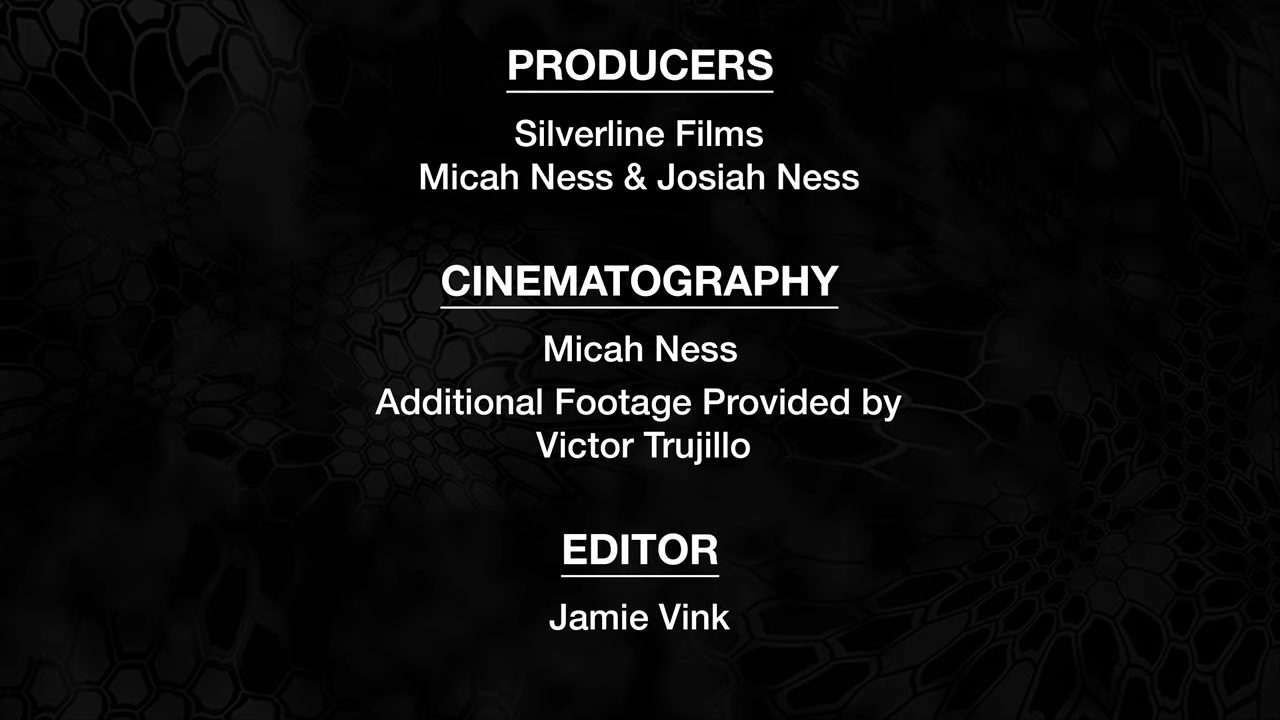 PRODUCERS
Silverline Films
Micah Ness & Josiah Ness
CINEMATOGRAPHY
Micah Ness
Additional Footage Provided by
Victor Trujillo
EDITOR
Jamie Vink